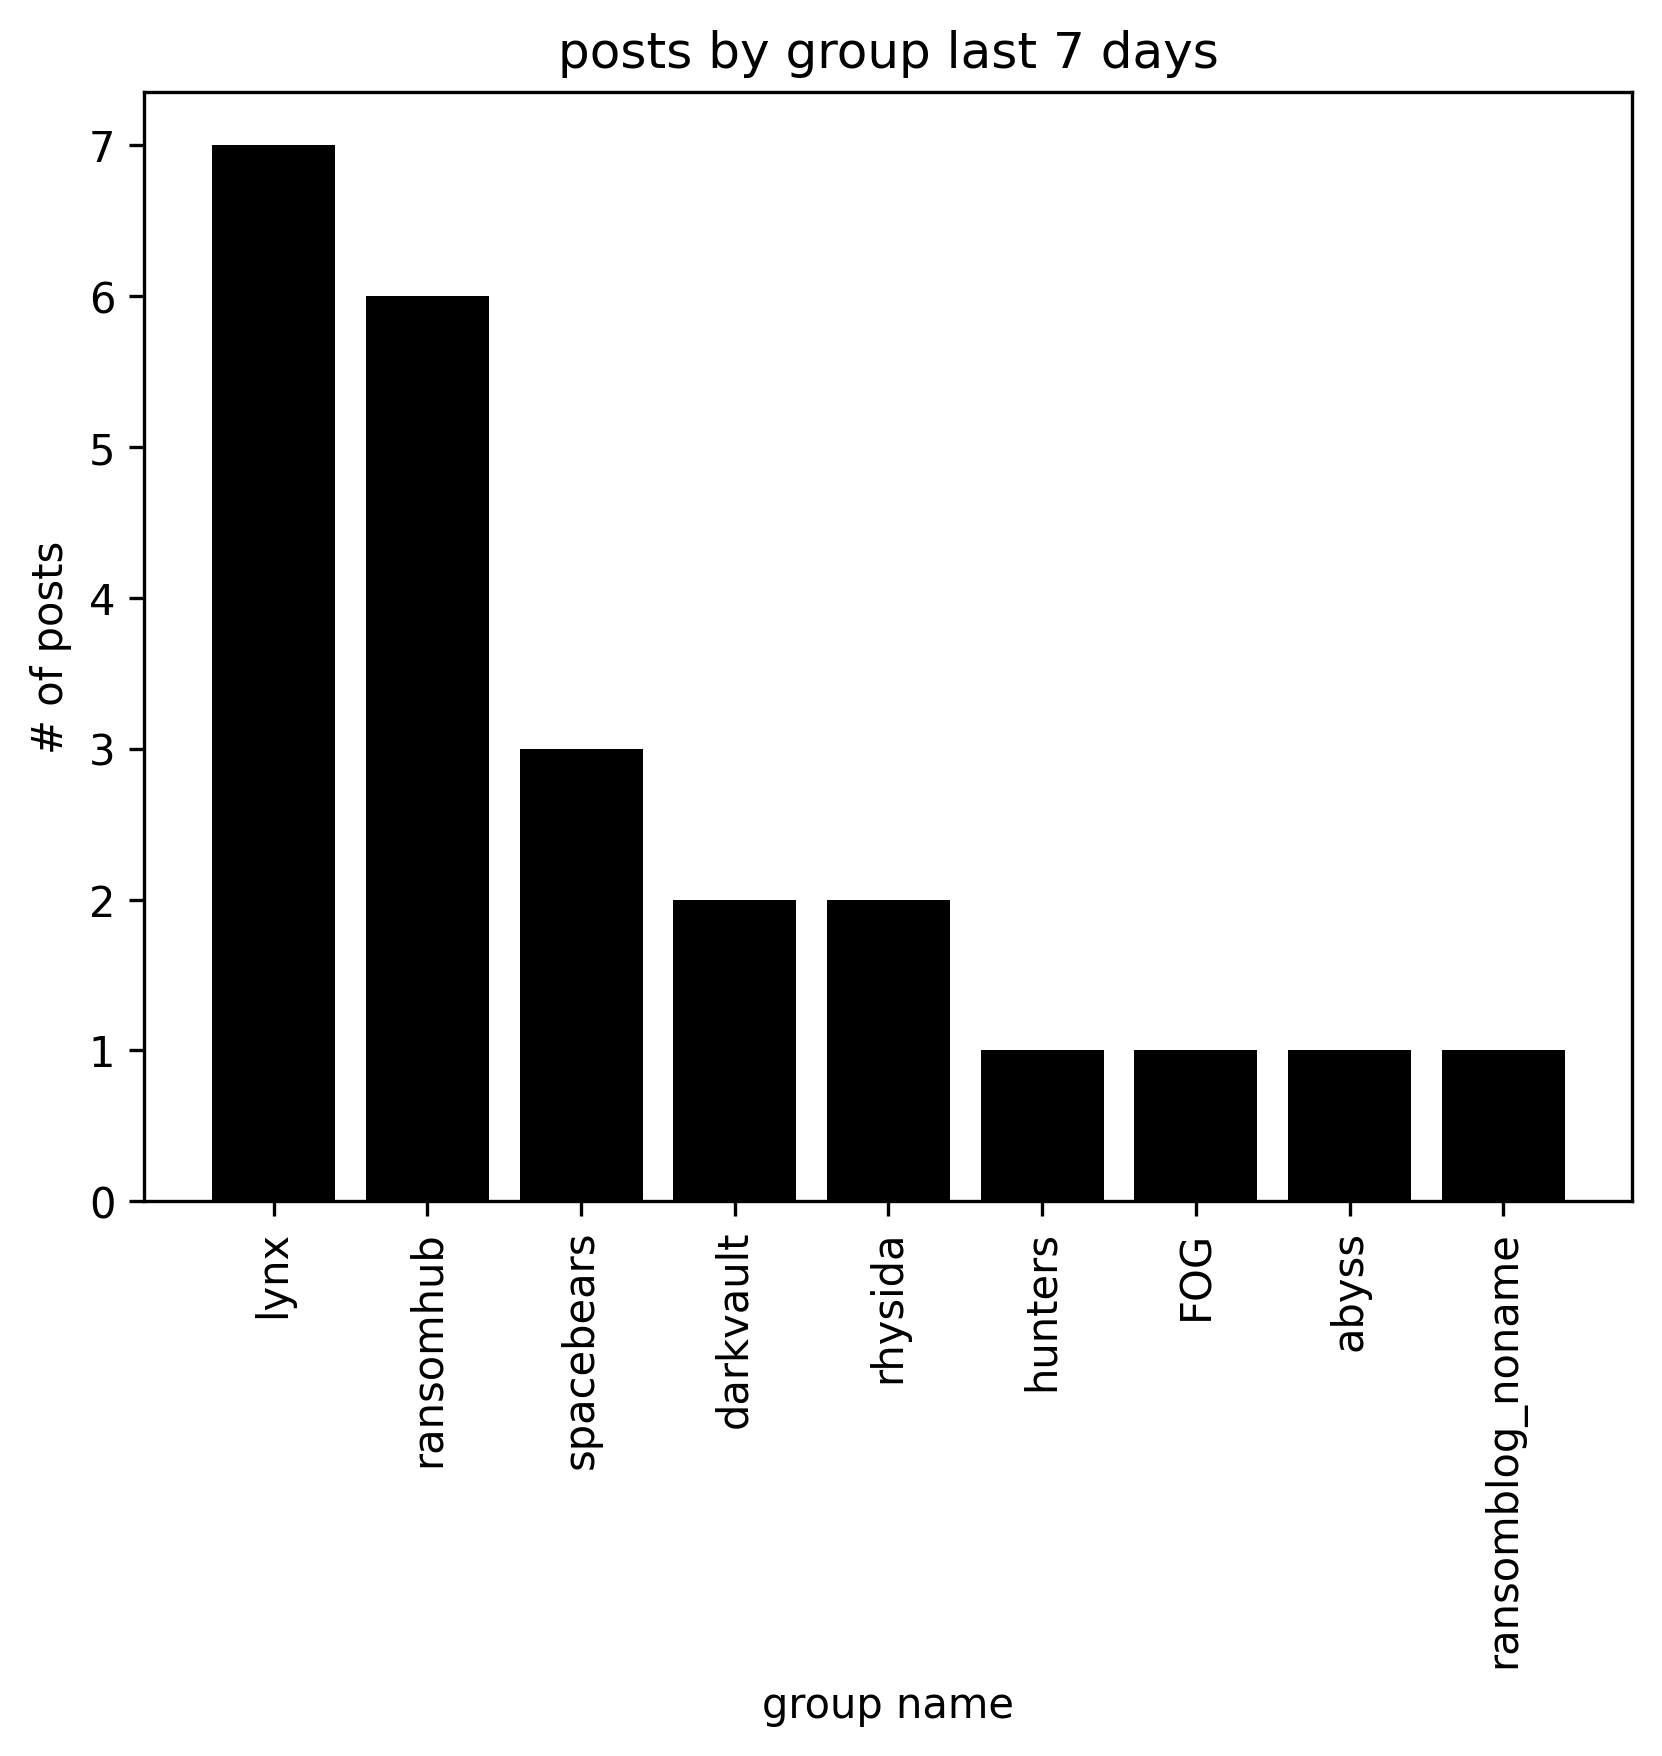 posts by group last 7 days
# of posts
7
6
5
4
3
2
1
0
lynx
ransomhub
spacebears
darkvault
rhysida
hunters
FOG
abyss
ransomblog_noname
group name